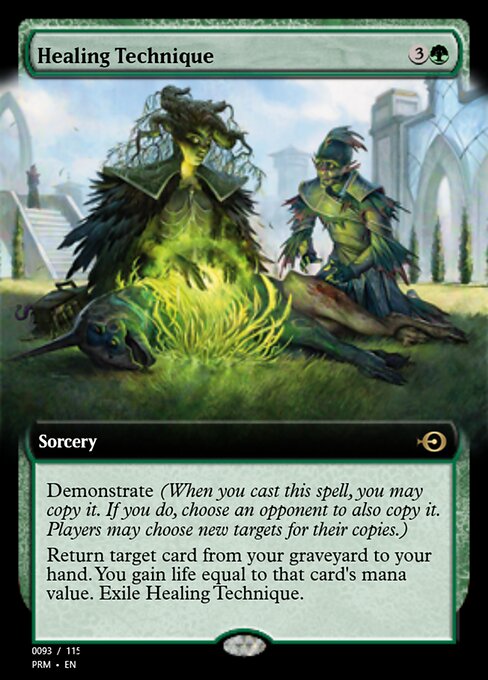 Healing Technique 3
Sorcery
Demonstrate (When you cast this spell, you may
copy it. If you do, choose an opponent to also copy it.
Players may choose new targets for their copies.)
Return target card from your graveyard to your
hand. You gain life equal to that card's mana
value. Exile Healing Technique.
0093 / 115
PRM • EN